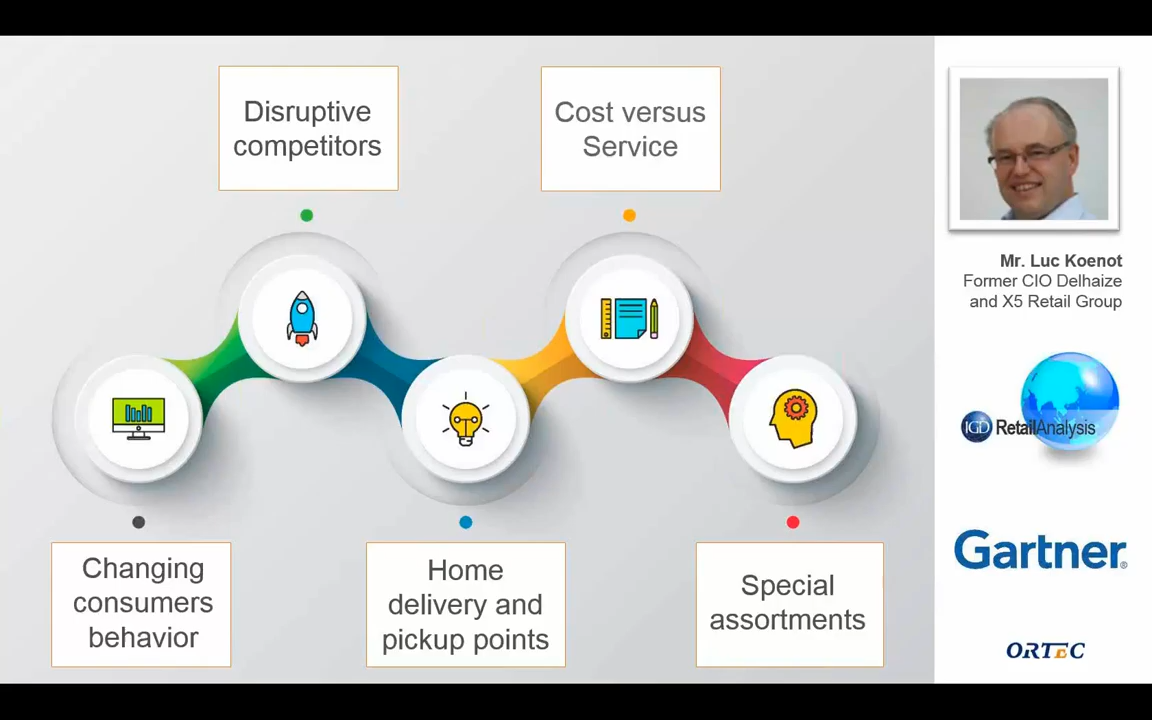 Disruptive
competitors
Cost versus
Service
Changing
consumers
behavior
Home
delivery and
pickup points
Special
assortments
Mr. Luc Koenot
Former CIO Delhaize
and X5 Retail Group
IGD RetailAnalysis
Gartner®
ORTEC